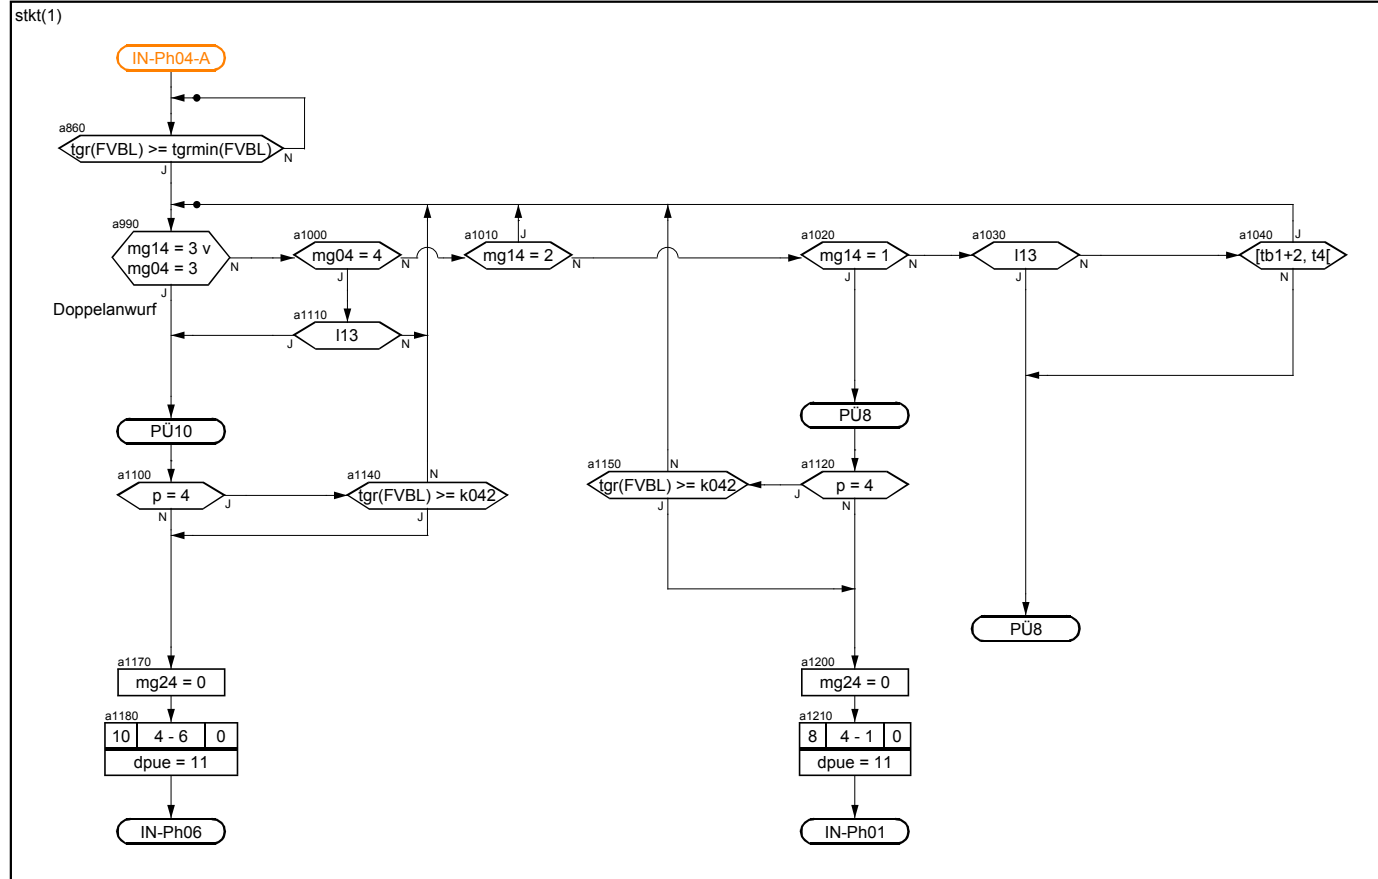 stkt(1)
IN-Ph04-A
a860
tgr(FVBL) >= tgrmin(FVBL)
N
J
a990
mg14 = 3 v
mg04 = 3
N
J
a1000
mg04 = 4
N
J
a1010
J
mg14 = 2
N
a1020
mg14 = 1
N
J
a1030
I13
N
J
a1040
J
[tb1+2, t4[
N
Doppelanwurf
a1110
I13
J
N
PÜ10
PÜ8
a1100
p = 4
J
N
a1140
N
tgr(FVBL) >= k042
J
a1150
N
tgr(FVBL) >= k042
J
a1120
p = 4
J
N
PÜ8
a1170
mg24 = 0
a1200
mg24 = 0
a1180
10 4 - 6 0
dpue = 11
a1210
8 4 - 1 0
dpue = 11
IN-Ph06
IN-Ph01